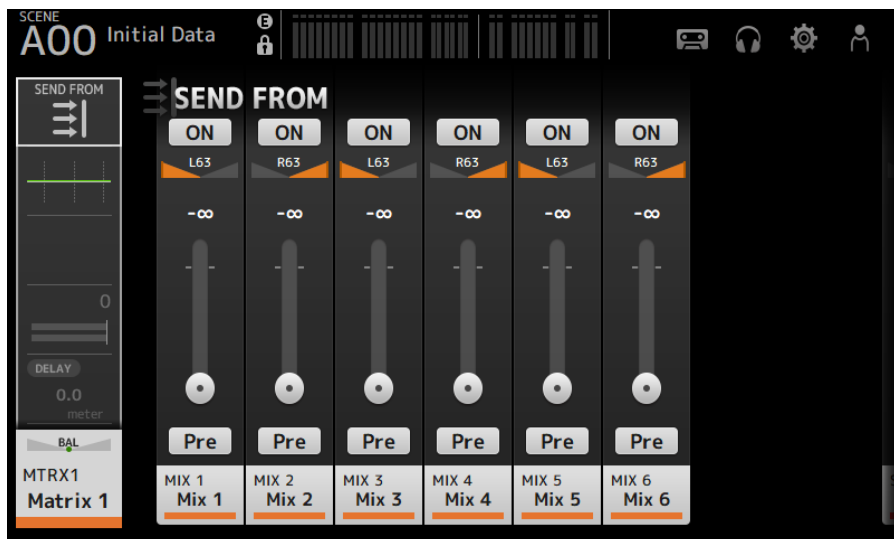 SCENE
A00 Initial Data
E
SEND FROM
SEND FROM
ON ON ON ON ON ON
L63 R63 L63 R63 L63 R63
-∞ -∞ -∞ -∞ -∞ -∞
0
DELAY
0.0
meter
BAL
Pre Pre Pre Pre Pre Pre
MTRX1
Matrix 1
MIX 1 MIX 2 MIX 3 MIX 4 MIX 5 MIX 6
Mix 1 Mix 2 Mix 3 Mix 4 Mix 5 Mix 6